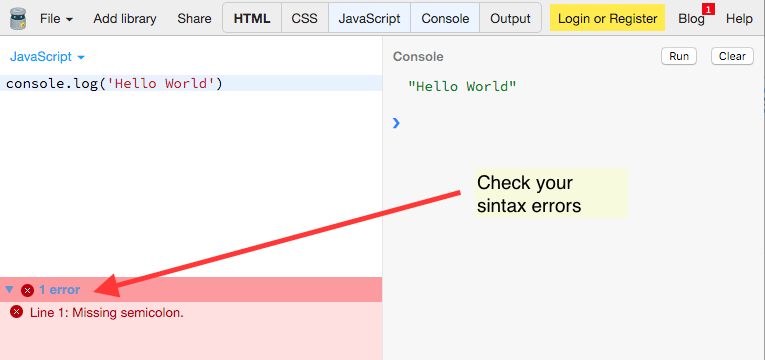 File Add library Share HTML CSS JavaScript Console Output Login or Register Blog 1 Help
JavaScript
Console Run Clear
console.log('Hello World')
"Hello World"
Check your
sintax errors
1 error
Line 1: Missing semicolon.